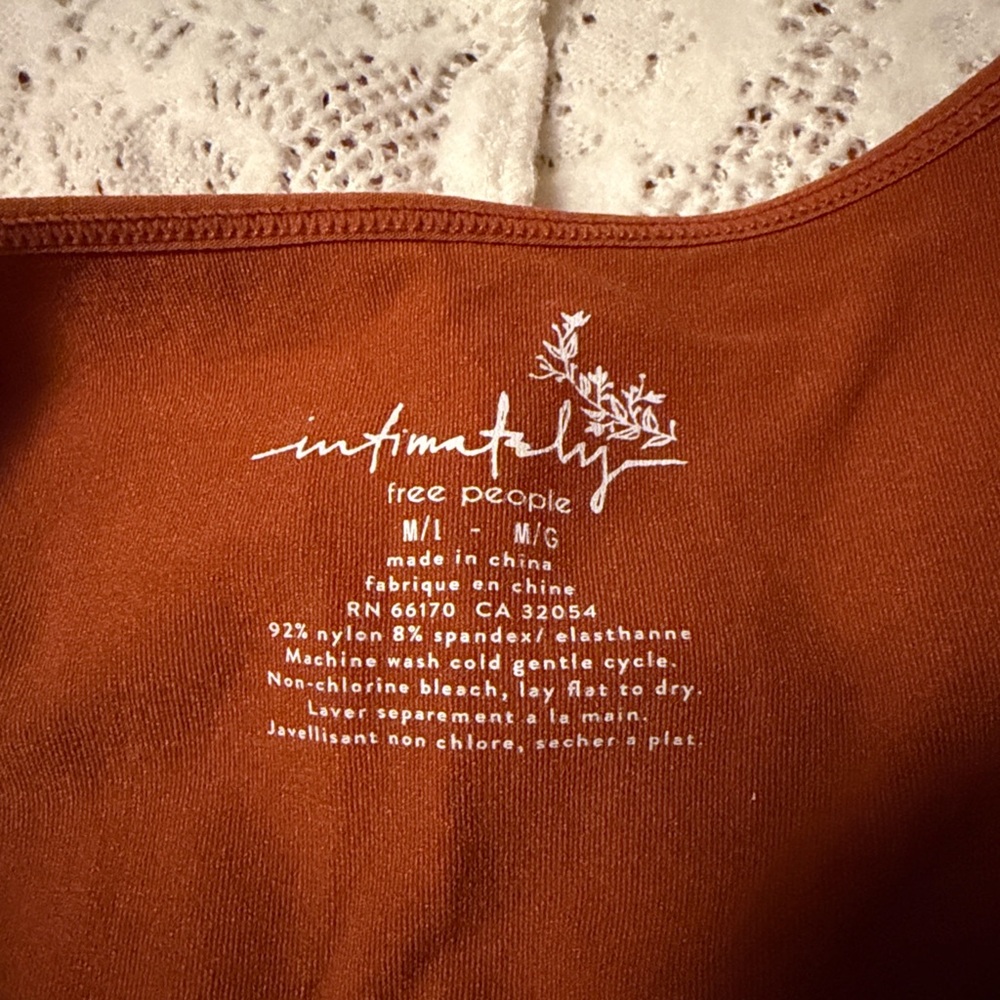 intimately
free people
M/L - M/G
made in china
fabrique en chine
RN 66170 CA 32054
92% nylon 8% spandex/ elasthanne
Machine wash cold gentle cycle.
Non-chlorine bleach, lay flat to dry.
Laver separement a la main.
Javellisant non chlore, secher a plat.